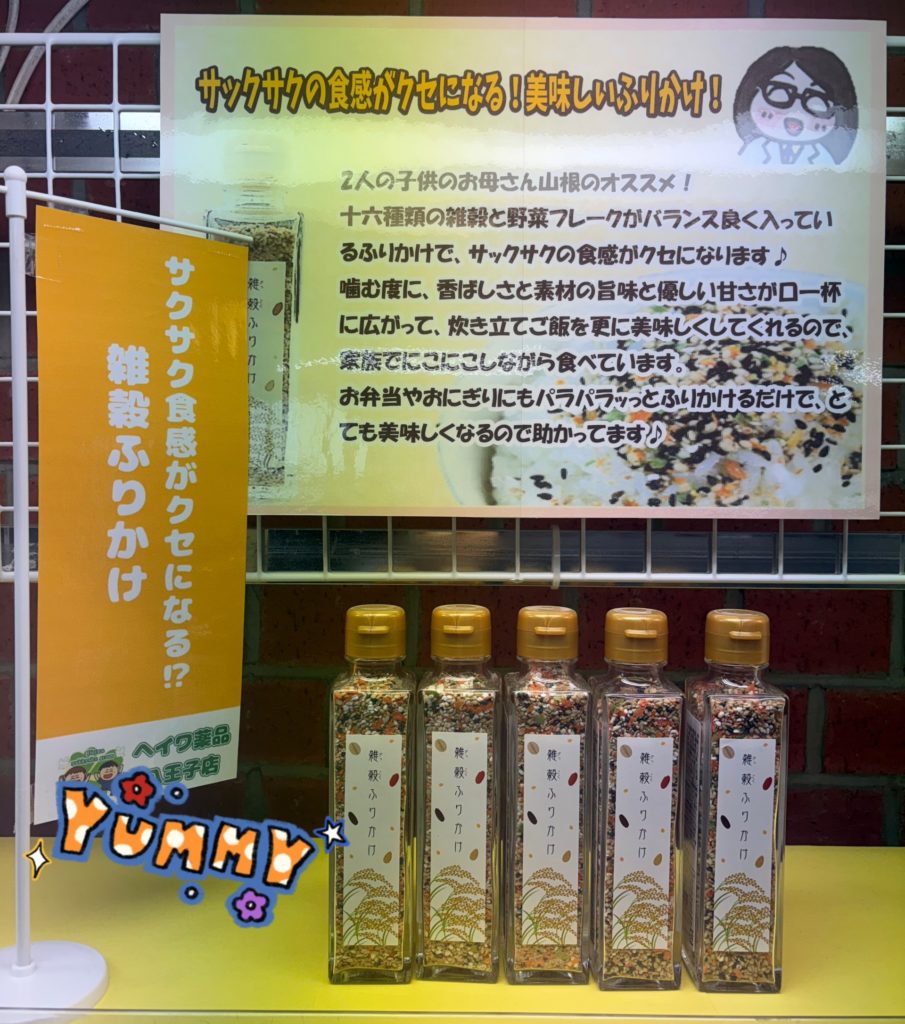 サックサクの食感がクセになる！美味しいふりかけ！
2人の子供のお母さん山根のオススメ！
十六種類の雑穀と野菜フレークがバランス良く入ってい
るふりかけで、サックサクの食感がクセになります♪
噛む度に、香ばしさと素材の旨味と優しい甘さが口一杯
に広がって、炊き立てご飯を更に美味しくしてくれるので、
家族でにこにこしながら食べています。
お弁当やおにぎりにもパラパラッっとふりかけるだけで、と
ても美味しくなるので助かってます♪
雑穀ふりかけ
サクサク食感がクセになる!?
雑穀ふりかけ
ヘイワ薬品
王子店
YUMMY
雑穀ふりかけ
雑穀ふりかけ
雑穀ふりかけ
雑穀ふりかけ
雑穀ふりかけ